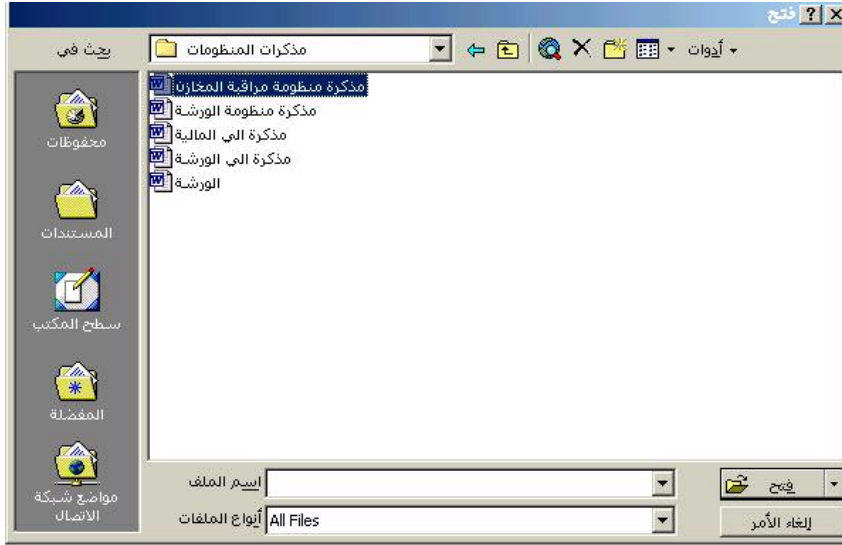 فتح
بحث في
مذكرات المنظومات
أدوات
مذكرة منظومة مراقبة المخازن
مذكرة منظومة الورشة
مذكرة الي المالية
مذكرة الي الورشة
الورشة
محفوظات
المستندات
سطح المكتب
المفضلة
مواضع شبكة
الاتصال
اسم الملف
فتح
أنواع الملفات
All Files
إلغاء الأمر